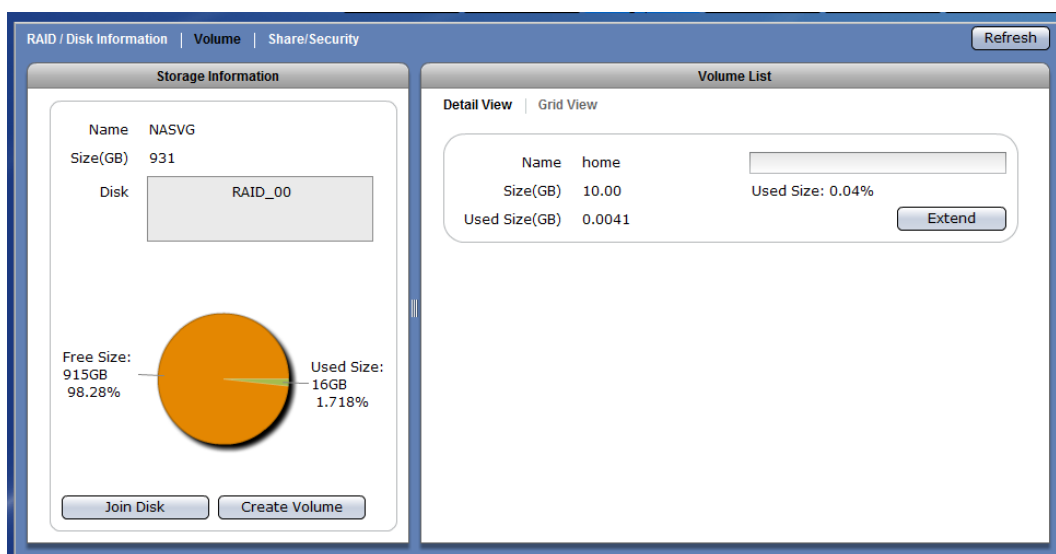 RAID / Disk Information | Volume | Share/Security
Refresh
Storage Information
Name NASVG
Size(GB) 931
Disk RAID_00
Free Size:
915GB
98.28%
Used Size:
16GB
1.718%
Join Disk
Create Volume
Volume List
Detail View | Grid View
Name home
Size(GB) 10.00
Used Size: 0.04%
Used Size(GB) 0.0041
Extend